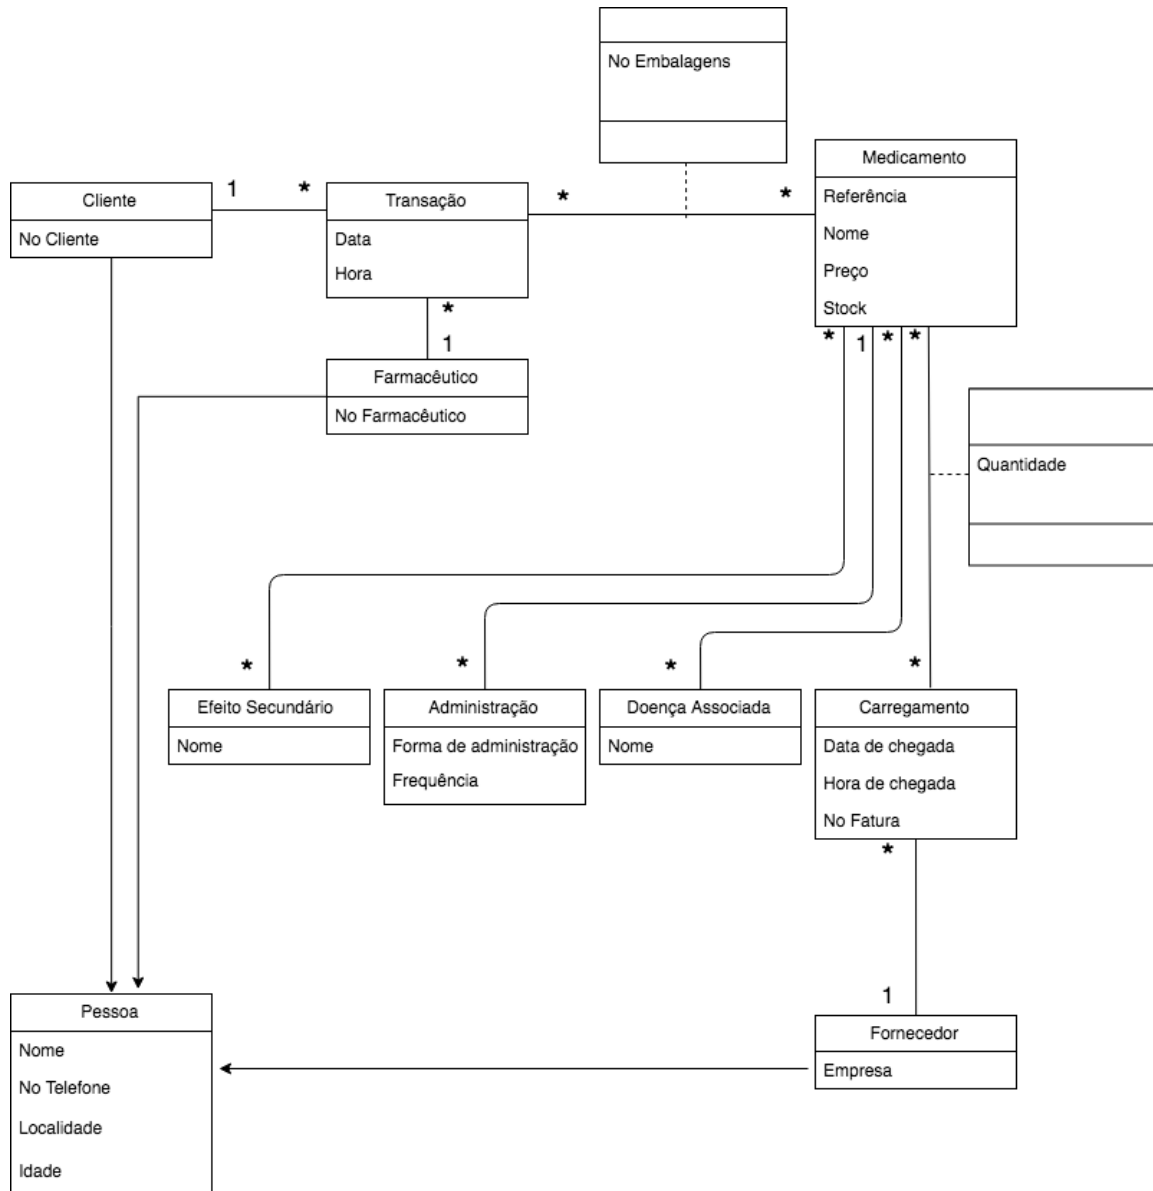 No Embalagens
Medicamento
Referência
Nome
Preço
Stock
Cliente
No Cliente
1
*
Transação
Data
Hora
*
*
*
1
Farmacêutico
No Farmacêutico
*
1
*
*
Quantidade
*
*
*
*
Efeito Secundário
Nome
Administração
Forma de administração
Frequência
Doença Associada
Nome
Carregamento
Data de chegada
Hora de chegada
No Fatura
*
1
Fornecedor
Empresa
Pessoa
Nome
No Telefone
Localidade
Idade